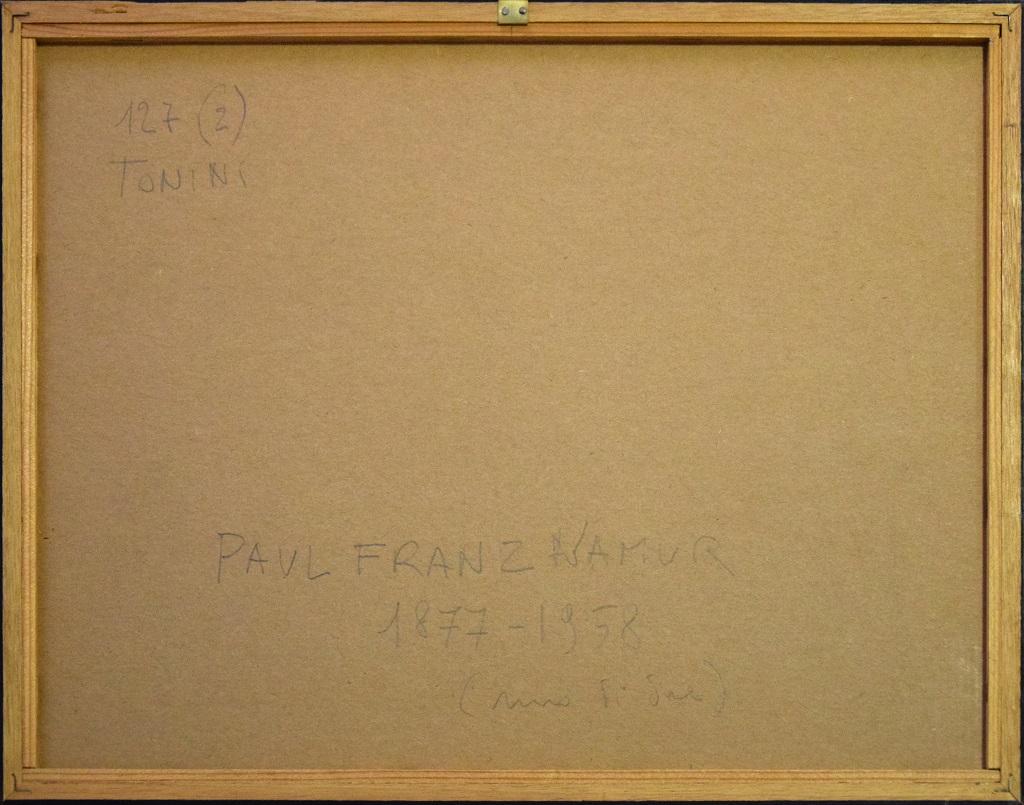 127 (2)
TONINI
PAUL FRANZ NAMUR
1877-1958